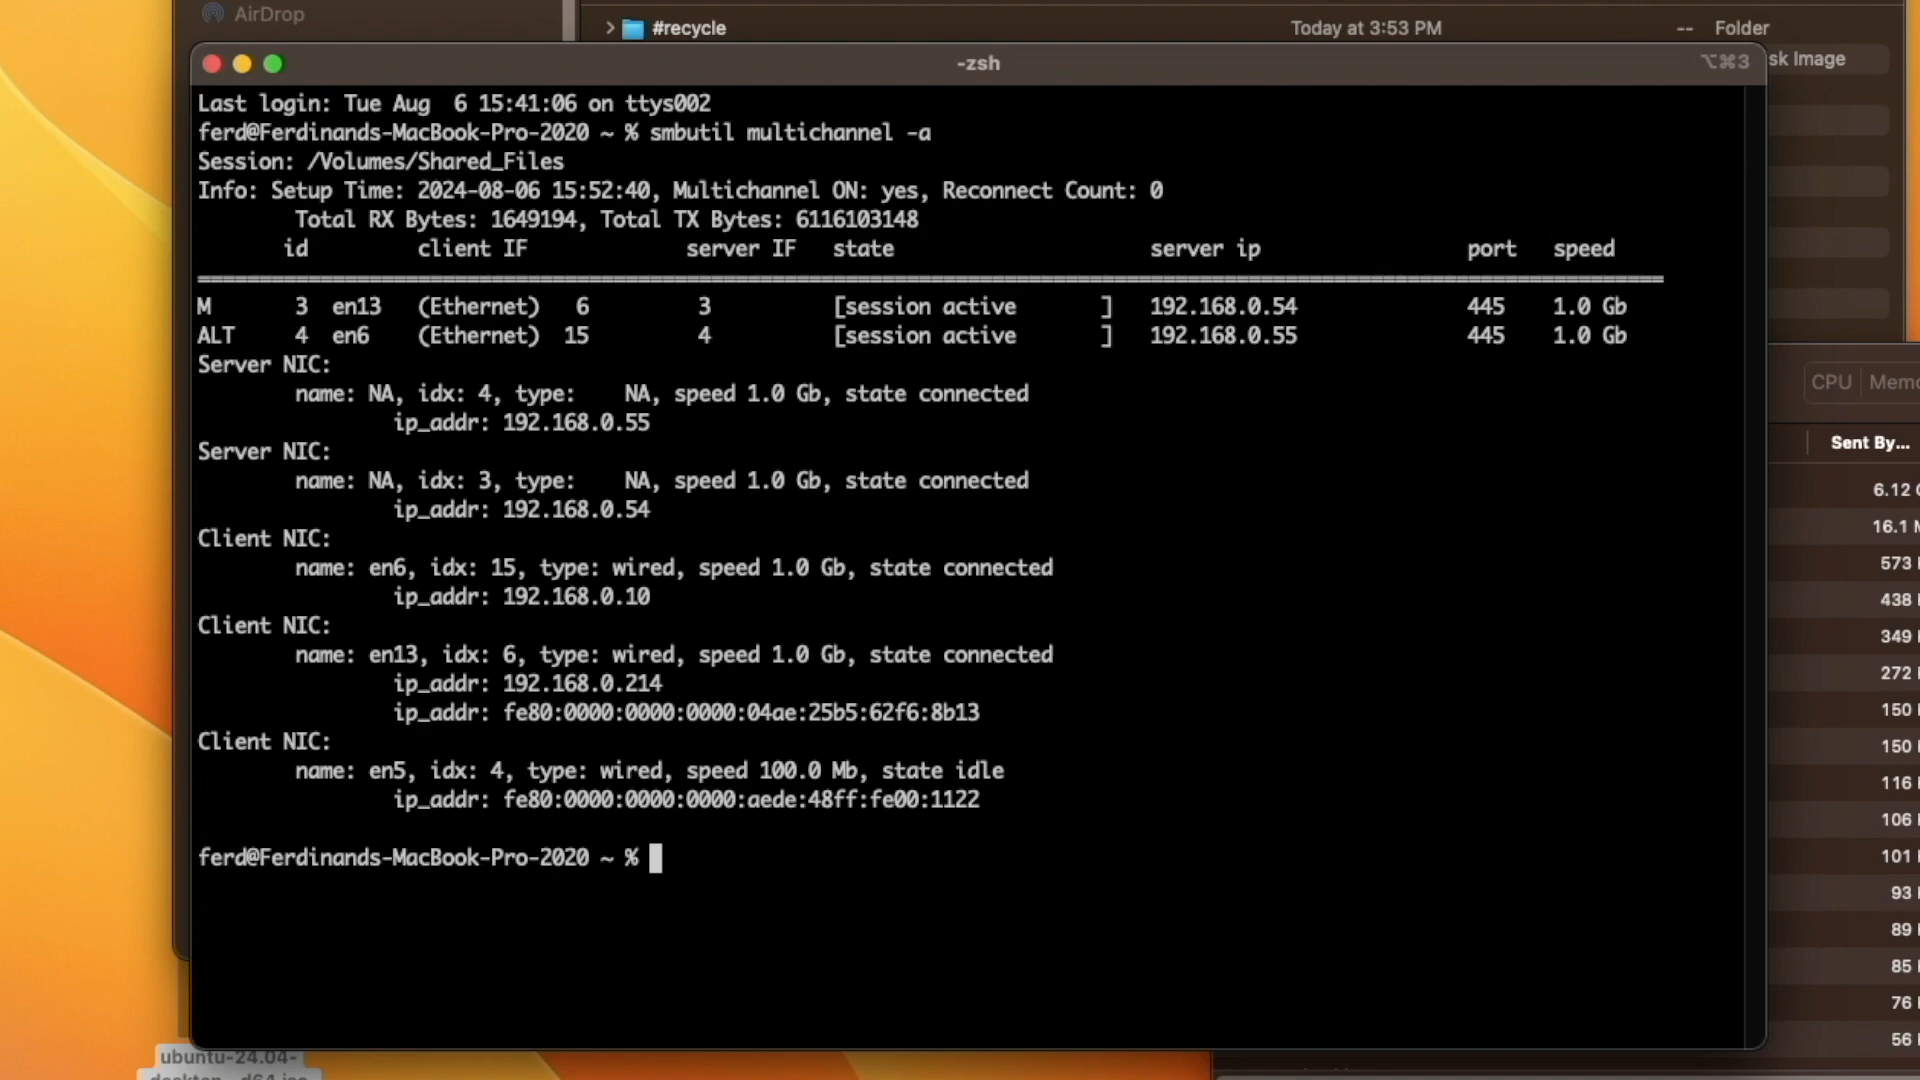 AirDrop
#recycle Today at 3:53 PM -- Folder
-zsh ⌥⌘3 sk Image
Last login: Tue Aug  6 15:41:06 on ttys002
ferd@Ferdinands-MacBook-Pro-2020 ~ % smbutil multichannel -a
Session: /Volumes/Shared_Files
Info: Setup Time: 2024-08-06 15:52:40, Multichannel ON: yes, Reconnect Count: 0
Total RX Bytes: 1649194, Total TX Bytes: 6116103148
id client IF server IF state server ip port speed
M 3 en13 (Ethernet) 6 3 [session active ] 192.168.0.54 445 1.0 Gb
ALT 4 en6 (Ethernet) 15 4 [session active ] 192.168.0.55 445 1.0 Gb
Server NIC:
name: NA, idx: 4, type: NA, speed 1.0 Gb, state connected
ip_addr: 192.168.0.55
Server NIC:
name: NA, idx: 3, type: NA, speed 1.0 Gb, state connected
ip_addr: 192.168.0.54
Client NIC:
name: en6, idx: 15, type: wired, speed 1.0 Gb, state connected
ip_addr: 192.168.0.10
Client NIC:
name: en13, idx: 6, type: wired, speed 1.0 Gb, state connected
ip_addr: 192.168.0.214
ip_addr: fe80:0000:0000:0000:04ae:25b5:62f6:8b13
Client NIC:
name: en5, idx: 4, type: wired, speed 100.0 Mb, state idle
ip_addr: fe80:0000:0000:0000:aede:48ff:fe00:1122
ferd@Ferdinands-MacBook-Pro-2020 ~ %
CPU Memo
Sent By...
6.12
16.1
573
438
349
272
150
150
116
106
101
93
89
85
76
56
ubuntu-24.04-